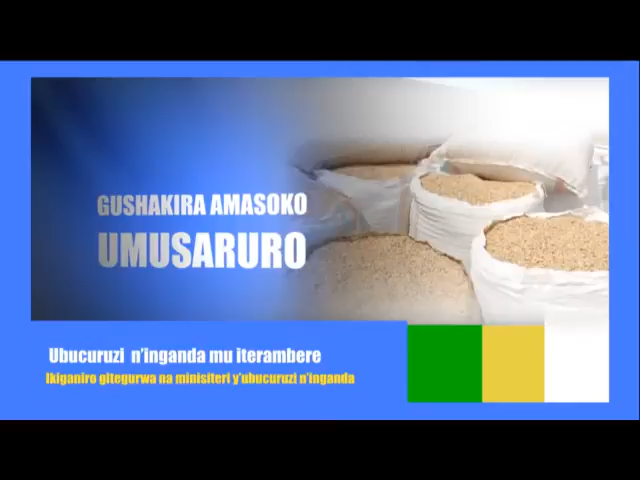 GUSHAKIRA AMASOKO
UMUSARURO
Ubucuruzi n'inganda mu iterambere
Ikiganiro gitegurwa na minisiteri y'ubucuruzi n'inganda